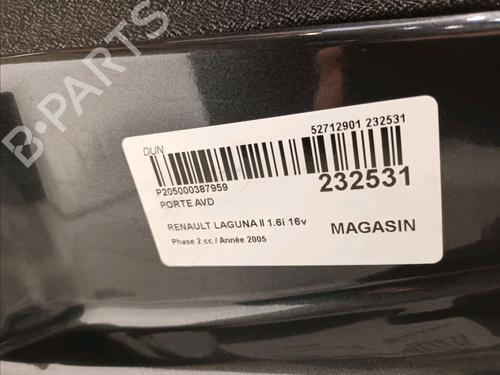 DUN
52712901 232531
P205000387959
232531
PORTE AVD
RENAULT LAGUNA II 1.6i 16v
MAGASIN
Phase 2 cc / Année 2005
B-PARTS